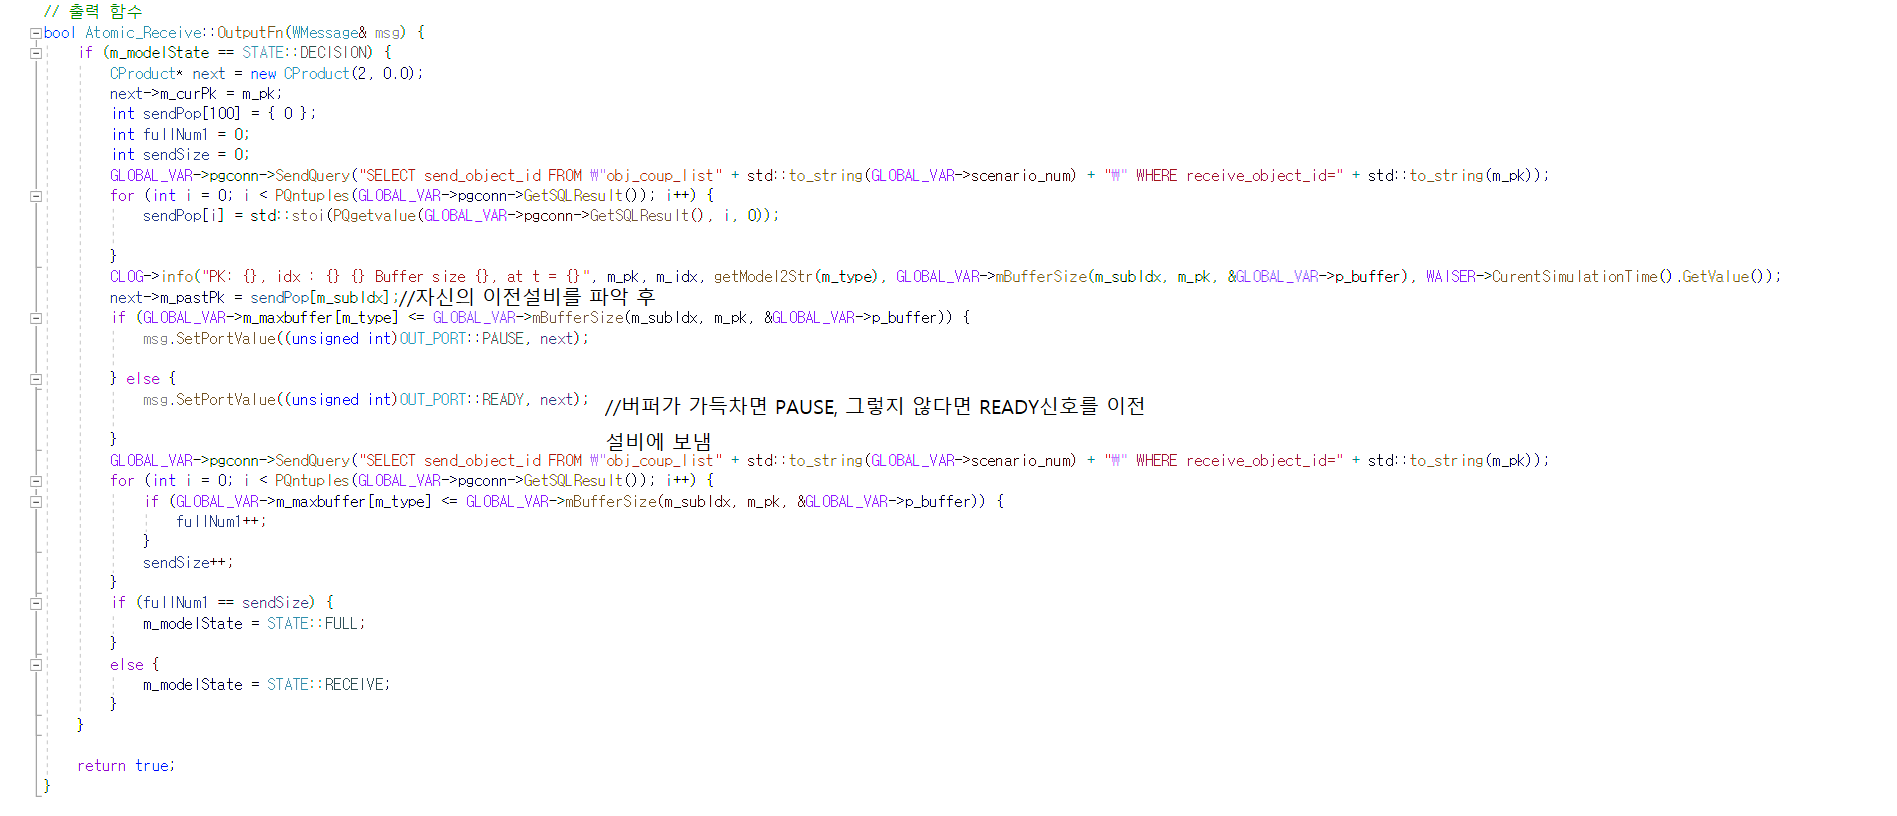 // 출력 함수
bool Atomic_Receive::OutputFn(WMessage& msg) {
if (m_modelState == STATE::DECISION) {
CProduct* next = new CProduct(2, 0.0);
next->m_curPk = m_pk;
int sendPop[100] = { 0 };
int fullNum1 = 0;
int sendSize = 0;
GLOBAL_VAR->pgconn->SendQuery("SELECT send_object_id FROM ₩"obj_coup_list" + std::to_string(GLOBAL_VAR->scenario_num) + "₩" WHERE receive_object_id=" + std::to_string(m_pk));
for (int i = 0; i < PQntuples(GLOBAL_VAR->pgconn->GetSQLResult()); i++) {
sendPop[i] = std::stoi(PQgetvalue(GLOBAL_VAR->pgconn->GetSQLResult(), i, 0));
}
CLOG->info("PK: {}, idx : {} {} Buffer size {}, at t = {}", m_pk, m_idx, getModel2Str(m_type), GLOBAL_VAR->mBufferSize(m_subIdx, m_pk, &GLOBAL_VAR->p_buffer), WAISER->CurentSimulationTime().GetValue());
next->m_pastPk = sendPop[m_subIdx];//자신의 이전설비를 파악 후
if (GLOBAL_VAR->m_maxbuffer[m_type] <= GLOBAL_VAR->mBufferSize(m_subIdx, m_pk, &GLOBAL_VAR->p_buffer)) {
msg.SetPortValue((unsigned int)OUT_PORT::PAUSE, next);
} else {
msg.SetPortValue((unsigned int)OUT_PORT::READY, next); //버퍼가 가득차면 PAUSE, 그렇지 않다면 READY신호를 이전
} 설비에 보냄
GLOBAL_VAR->pgconn->SendQuery("SELECT send_object_id FROM ₩"obj_coup_list" + std::to_string(GLOBAL_VAR->scenario_num) + "₩" WHERE receive_object_id=" + std::to_string(m_pk));
for (int i = 0; i < PQntuples(GLOBAL_VAR->pgconn->GetSQLResult()); i++) {
if (GLOBAL_VAR->m_maxbuffer[m_type] <= GLOBAL_VAR->mBufferSize(m_subIdx, m_pk, &GLOBAL_VAR->p_buffer)) {
fullNum1++;
}
sendSize++;
}
if (fullNum1 == sendSize) {
m_modelState = STATE::FULL;
}
else {
m_modelState = STATE::RECEIVE;
}
}
return true;
}